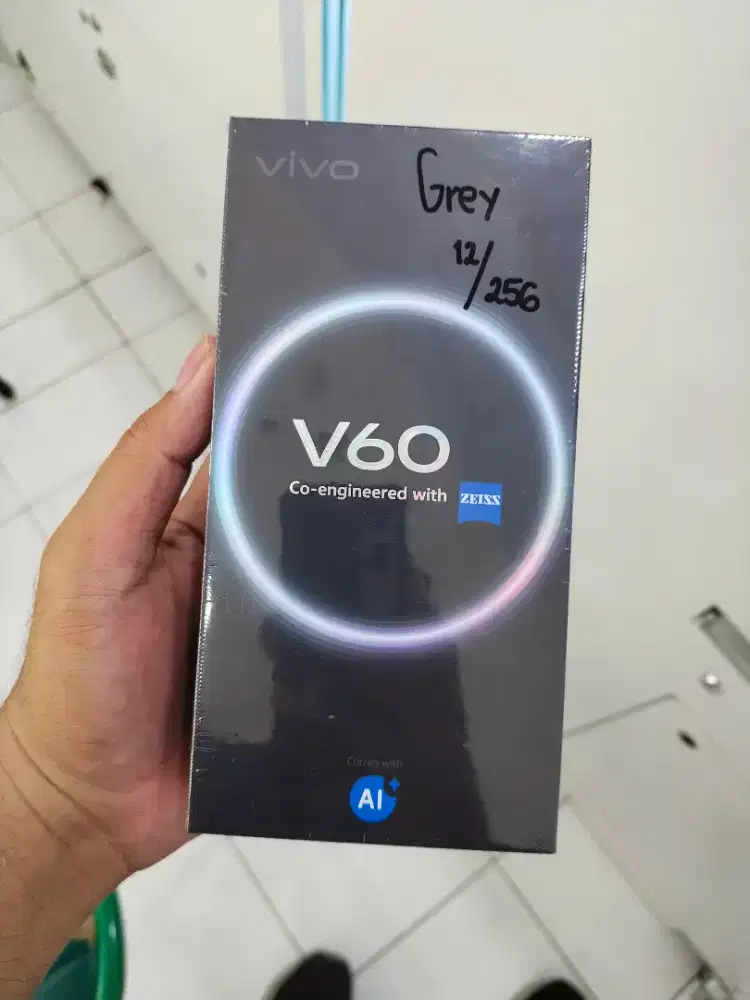 vivo
Grey
12/256
V60
Co-engineered with ZEISS
Comes with
AI